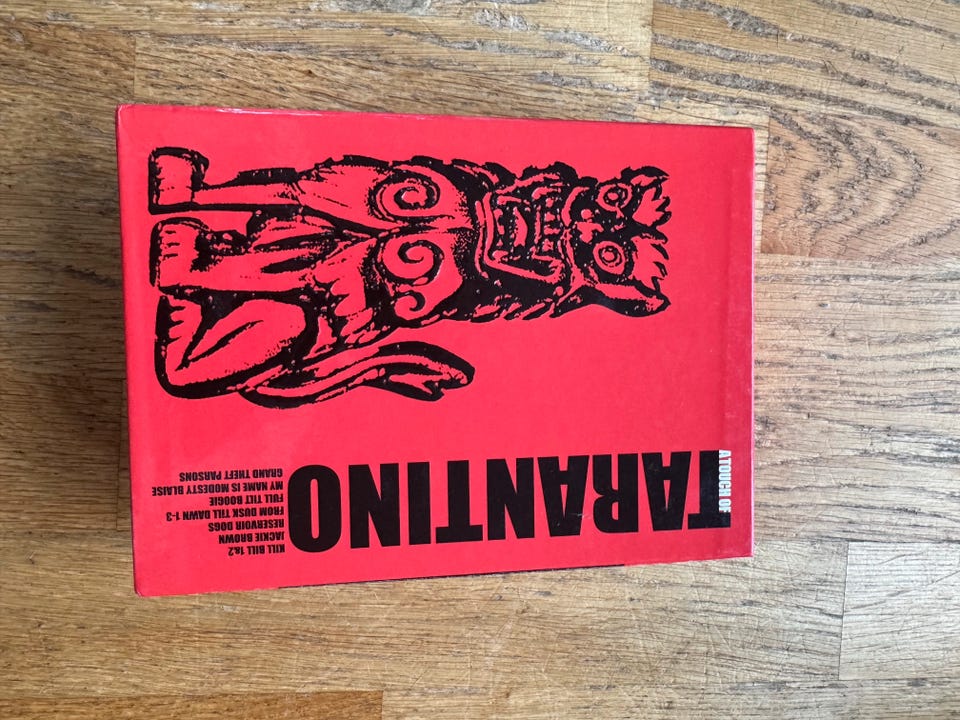 A TOUCH OF
TARANTINO
KILL BILL 1&2
JACKIE BROWN
RESERVOIR DOGS
FROM DUSK TILL DAWN 1-3
FULL TILT BOOGIE
MY NAME IS MODESTY BLAISE
GRAND THEFT PARSONS